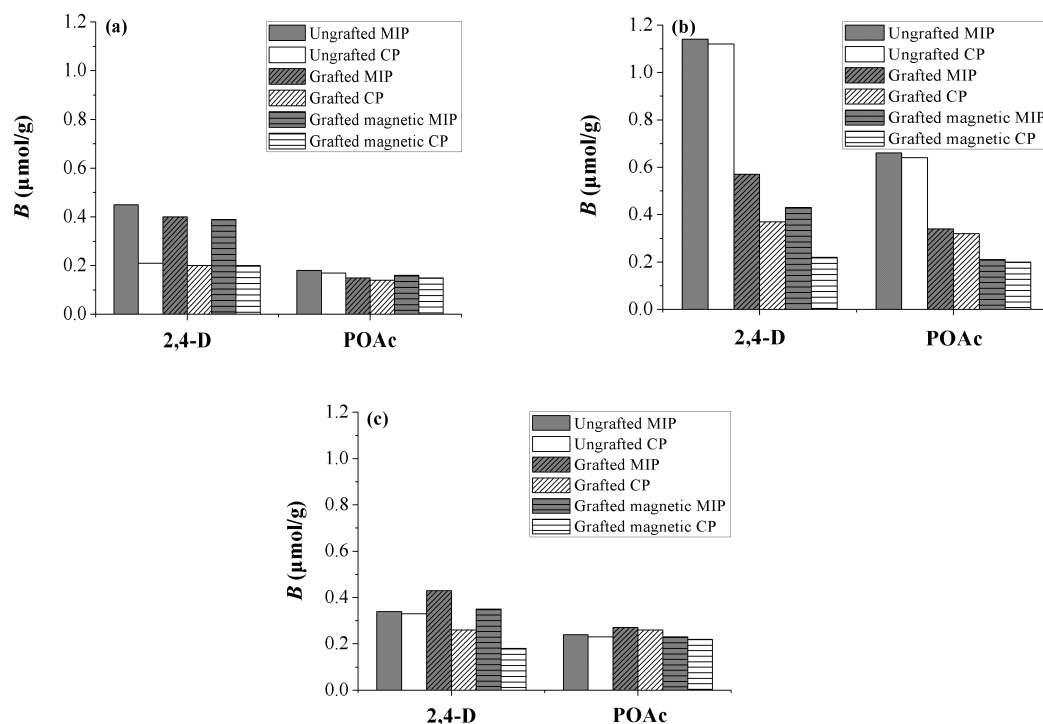 (a)
1.2
1.0
0.8
0.6
0.4
0.2
0.0
B (μmol/g)
Ungrafted MIP
Ungrafted CP
Grafted MIP
Grafted CP
Grafted magnetic MIP
Grafted magnetic CP
2,4-D POAc
(b)
1.2
1.0
0.8
0.6
0.4
0.2
0.0
B (μmol/g)
Ungrafted MIP
Ungrafted CP
Grafted MIP
Grafted CP
Grafted magnetic MIP
Grafted magnetic CP
2,4-D POAc
(c)
1.2
1.0
0.8
0.6
0.4
0.2
0.0
B (μmol/g)
Ungrafted MIP
Ungrafted CP
Grafted MIP
Grafted CP
Grafted magnetic MIP
Grafted magnetic CP
2,4-D POAc